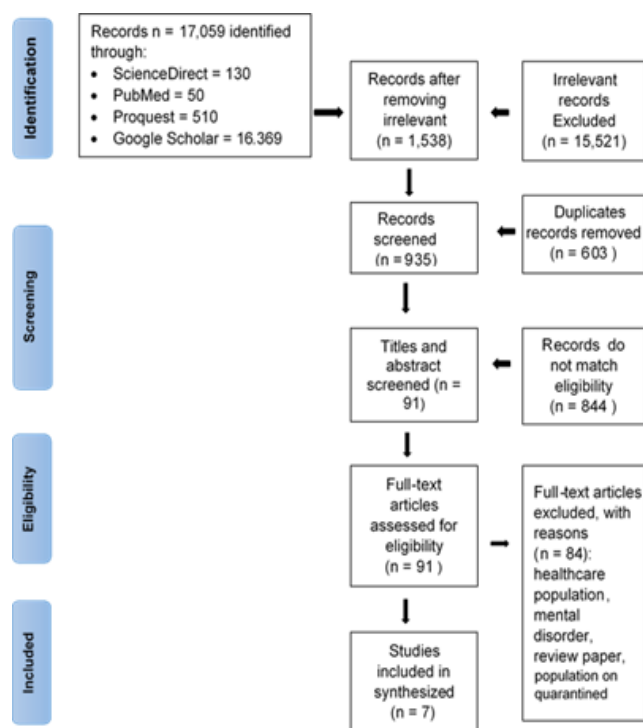 Identification
Records n = 17,059 identified
through:
• ScienceDirect = 130
• PubMed = 50
• Proquest = 510
• Google Scholar = 16.369
Records after
removing
irrelevant
(n = 1,538)
Irrelevant
records
Excluded
(n = 15,521)
Screening
Records
screened
(n =935)
Duplicates
records removed
(n = 603 )
Titles and
abstract
screened (n =
91)
Records do
not match
eligibility
(n = 844 )
Eligibility
Full-text
articles
assessed for
eligibility
(n = 91 )
Full-text articles
excluded, with
reasons
(n = 84):
healthcare
population,
mental
disorder,
review paper,
population on
quarantined
Included
Studies
included in
synthesized
(n = 7)